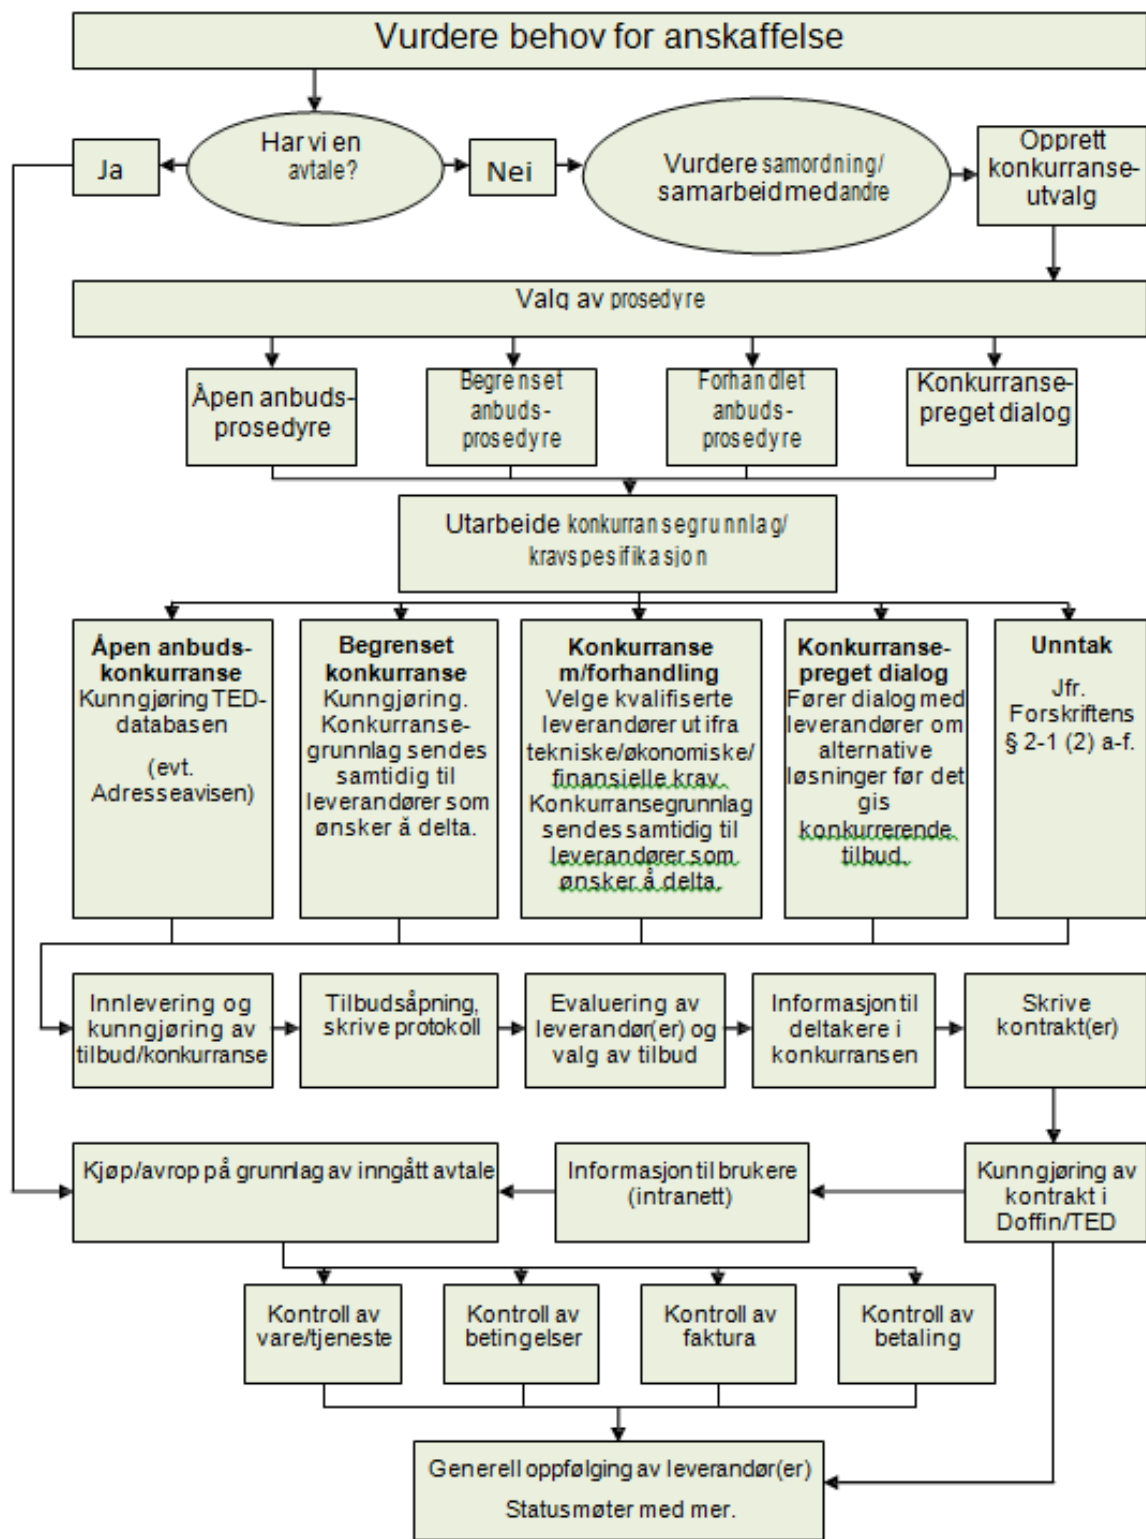 Vurdere behov for anskaffelse
Har vi en
avtale?
Ja
Nei
Vurdere samordning/
samarbeid med andre
Opprett
konkurranse-
utvalg
Valg av prosedyre
Åpen anbuds-
prosedyre
Begrenset
anbuds-
prosedyre
Forhandlet
anbuds-
prosedyre
Konkurranse-
preget dialog
Utarbeide konkurransegrunnlag/
kravspesifikasjon
Åpen anbuds-
konkurranse
Kunngjøring TED-
databasen
(evt.
Adresseavisen)
Begrenset
konkurranse
Kunngjøring.
Konkurranse-
grunnlag sendes
samtidig til
leverandører som
ønsker å delta.
Konkurranse
m/forhandling
Velge kvalifiserte
leverandører ut ifra
tekniske/økonomiske/
finansielle krav.
Konkurransegrunnlag
sendes samtidig til
leverandører som
ønsker å delta.
Konkurranse-
preget dialog
Fører dialog med
leverandører om
alternative
løsninger før det
gis
konkurrerende
tilbud.
Unntak
Jfr.
Forskriftens
§ 2-1 (2) a-f.
Innlevering og
kunngjøring av
tilbud/konkurranse
Tilbudsåpning,
skrive protokoll
Evaluering av
leverandør(er) og
valg av tilbud
Informasjon til
deltakere i
konkurransen
Skrive
kontrakt(er)
Kjøp/avrop på grunnlag av inngått avtale
Informasjon til brukere
(intranett)
Kunngjøring av
kontrakt i
Doffin/TED
Kontroll av
vare/tjeneste
Kontroll av
betingelser
Kontroll av
faktura
Kontroll av
betaling
Generell oppfølging av leverandør(er)
Statusmøter med mer.